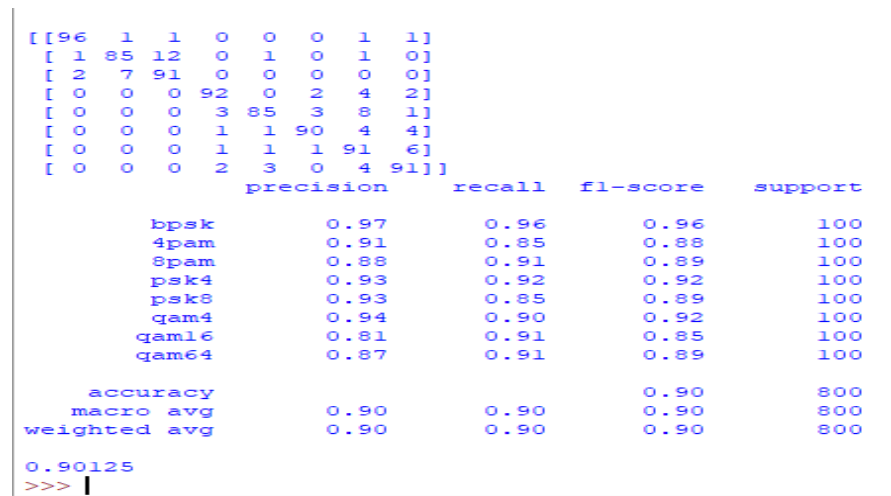 [[96 1 1 0 0 0 1 1]
[ 1 85 12 0 1 0 1 0]
[ 2 7 91 0 0 0 0 0]
[ 0 0 0 92 0 2 4 2]
[ 0 0 0 3 85 3 8 1]
[ 0 0 0 1 1 90 4 4]
[ 0 0 0 1 1 1 91 6]
[ 0 0 0 2 3 0 4 91]]
precision recall f1-score support
bpsk 0.97 0.96 0.96 100
4pam 0.91 0.85 0.88 100
8pam 0.88 0.91 0.89 100
psk4 0.93 0.92 0.92 100
psk8 0.93 0.85 0.89 100
qam4 0.94 0.90 0.92 100
qam16 0.81 0.91 0.85 100
qam64 0.87 0.91 0.89 100
accuracy 0.90 800
macro avg 0.90 0.90 0.90 800
weighted avg 0.90 0.90 0.90 800
0.90125
>>>